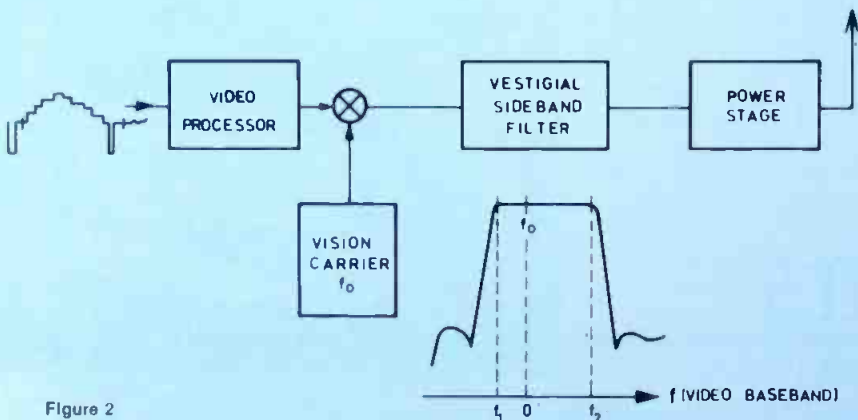 VIDEO
PROCESSOR
VESTIGIAL
SIDEBAND
FILTER
POWER
STAGE
VISION
CARRIER
f₀
f₀
f₁ 0 f₂ f (VIDEO BASEBAND)
Figure 2